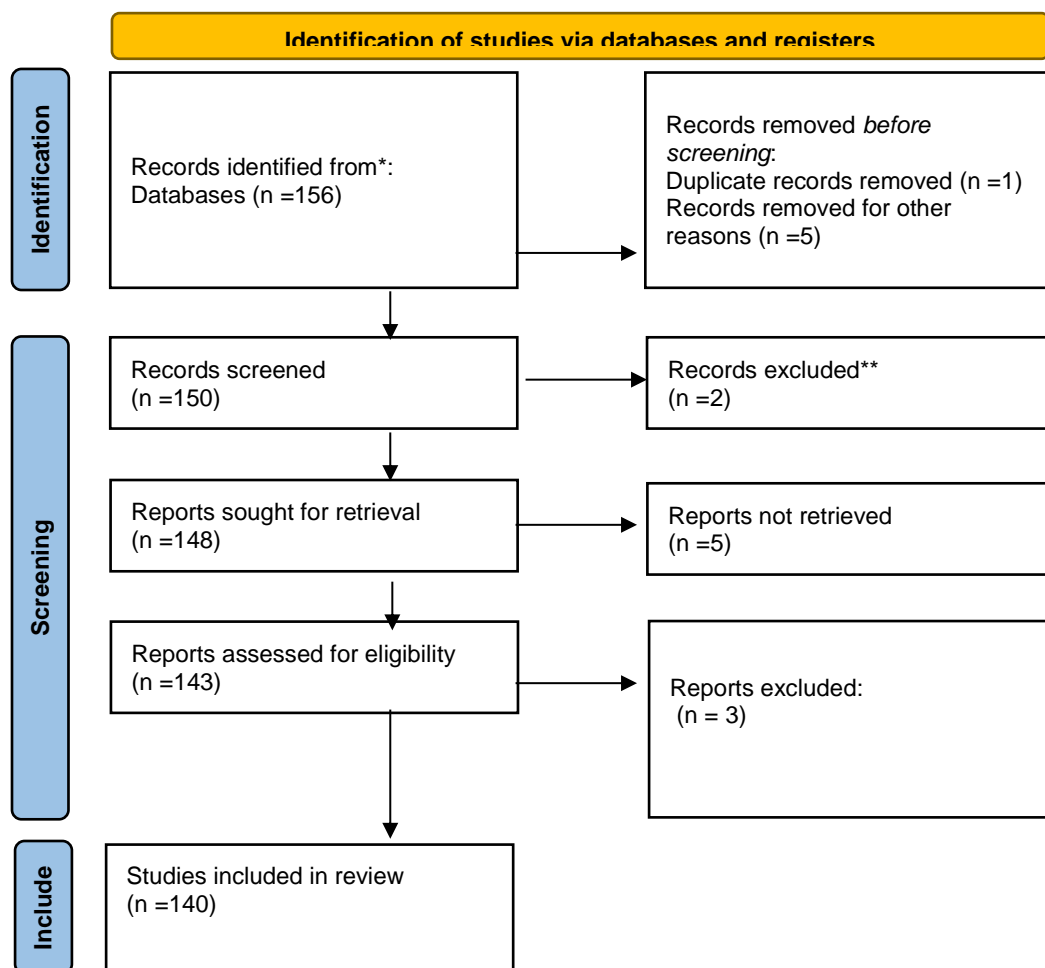 Identification of studies via databases and registers
Identification
Records identified from*:
Databases (n =156)
Records removed before
screening:
Duplicate records removed (n =1)
Records removed for other
reasons (n =5)
Screening
Records screened
(n =150)
Records excluded**
(n =2)
Reports sought for retrieval
(n =148)
Reports not retrieved
(n =5)
Reports assessed for eligibility
(n =143)
Reports excluded:
(n = 3)
Include
Studies included in review
(n =140)